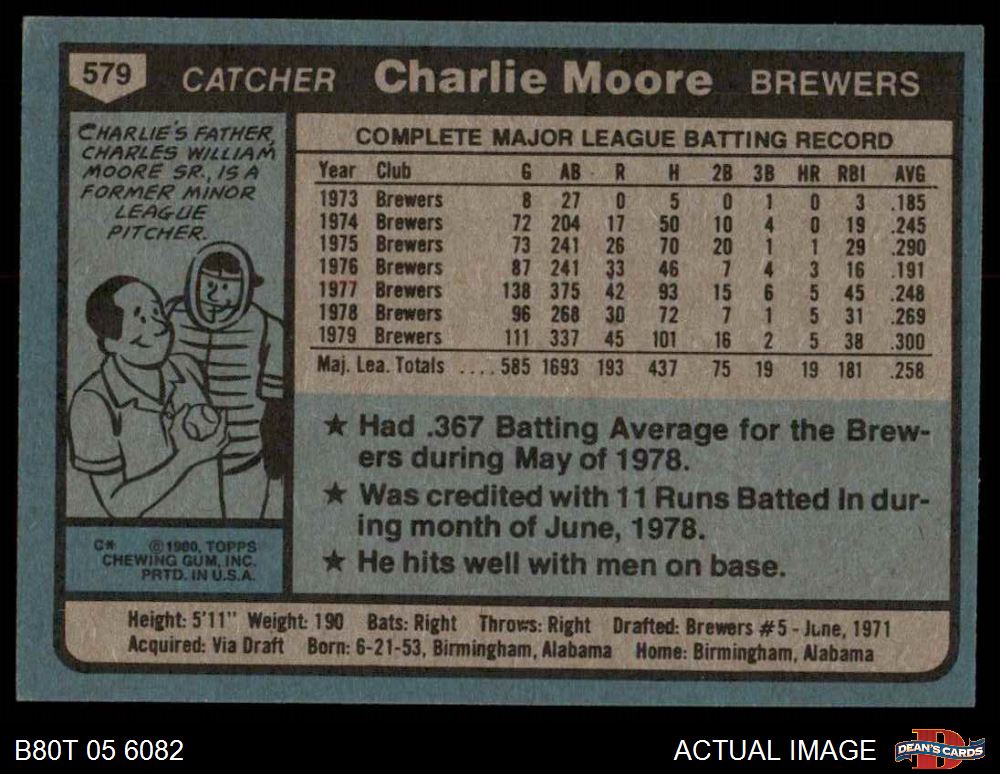 579 CATCHER Charlie Moore BREWERS
CHARLIE'S FATHER,
CHARLES WILLIAM
MOORE SR., IS A
FORMER MINOR
LEAGUE
PITCHER.
COMPLETE MAJOR LEAGUE BATTING RECORD
Year Club G AB R H 2B 3B HR RBI AVG
1973 Brewers 8 27 0 5 0 1 0 3 .185
1974 Brewers 72 204 17 50 10 4 0 19 .245
1975 Brewers 73 241 26 70 20 1 1 29 .290
1976 Brewers 87 241 33 46 7 4 3 16 .191
1977 Brewers 138 375 42 93 15 6 5 45 .248
1978 Brewers 96 268 30 72 7 1 5 31 .269
1979 Brewers 111 337 45 101 16 2 5 38 .300
Maj. Lea. Totals .... 585 1693 193 437 75 19 19 181 .258
★ Had .367 Batting Average for the Brew-
ers during May of 1978.
★ Was credited with 11 Runs Batted In dur-
ing month of June, 1978.
★ He hits well with men on base.
C* ©1980, TOPPS
CHEWING GUM, INC.
PRTD. IN U.S.A.
Height: 5'11" Weight: 190 Bats: Right Throws: Right Drafted: Brewers #5 - June, 1971
Acquired: Via Draft Born: 6-21-53, Birmingham, Alabama Home: Birmingham, Alabama
B80T 05 6082 ACTUAL IMAGE DEAN'S CARDS